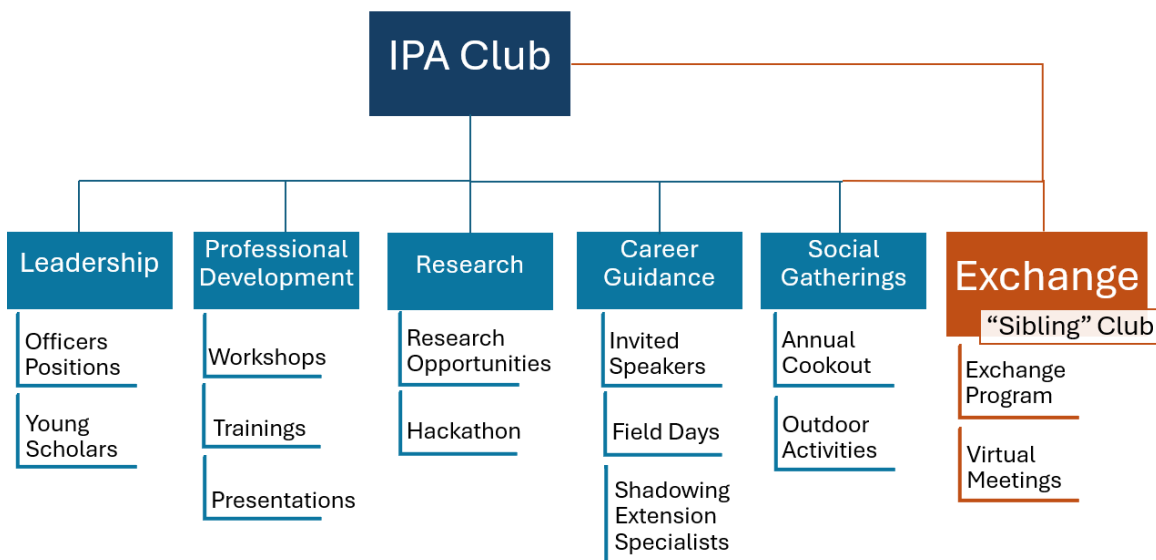 IPA Club
Leadership
Officers
Positions
Young
Scholars
Professional
Development
Workshops
Trainings
Presentations
Research
Research
Opportunities
Hackathon
Career
Guidance
Invited
Speakers
Field Days
Shadowing
Extension
Specialists
Social
Gatherings
Annual
Cookout
Outdoor
Activities
Exchange
“Sibling” Club
Exchange
Program
Virtual
Meetings